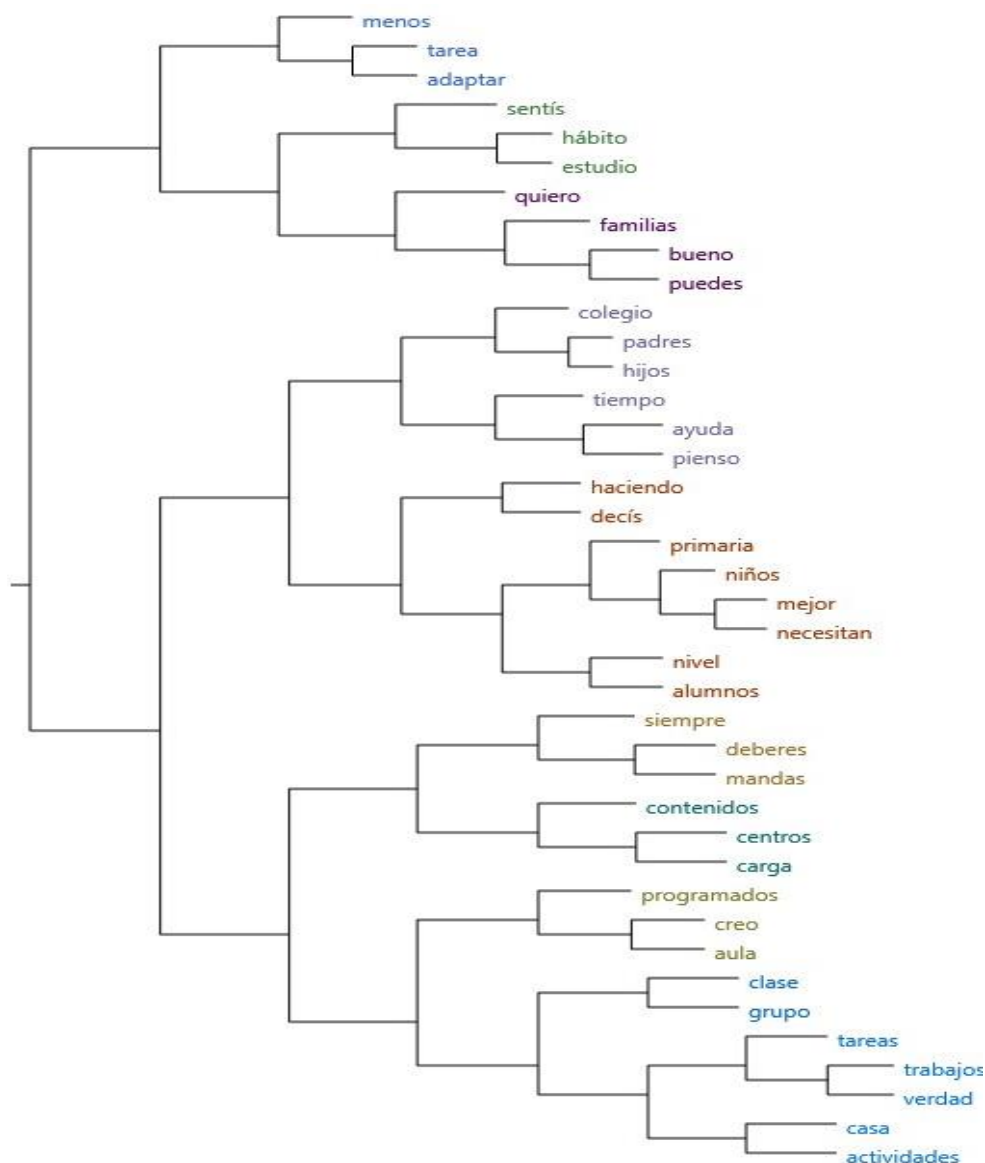 menos
tarea
adaptar
sentís
hábito
estudio
quiero
familias
bueno
puedes
colegio
padres
hijos
tiempo
ayuda
pienso
haciendo
decís
primaria
niños
mejor
necesitan
nivel
alumnos
siempre
deberes
mandas
contenidos
centros
carga
programados
creo
aula
clase
grupo
tareas
trabajos
verdad
casa
actividades